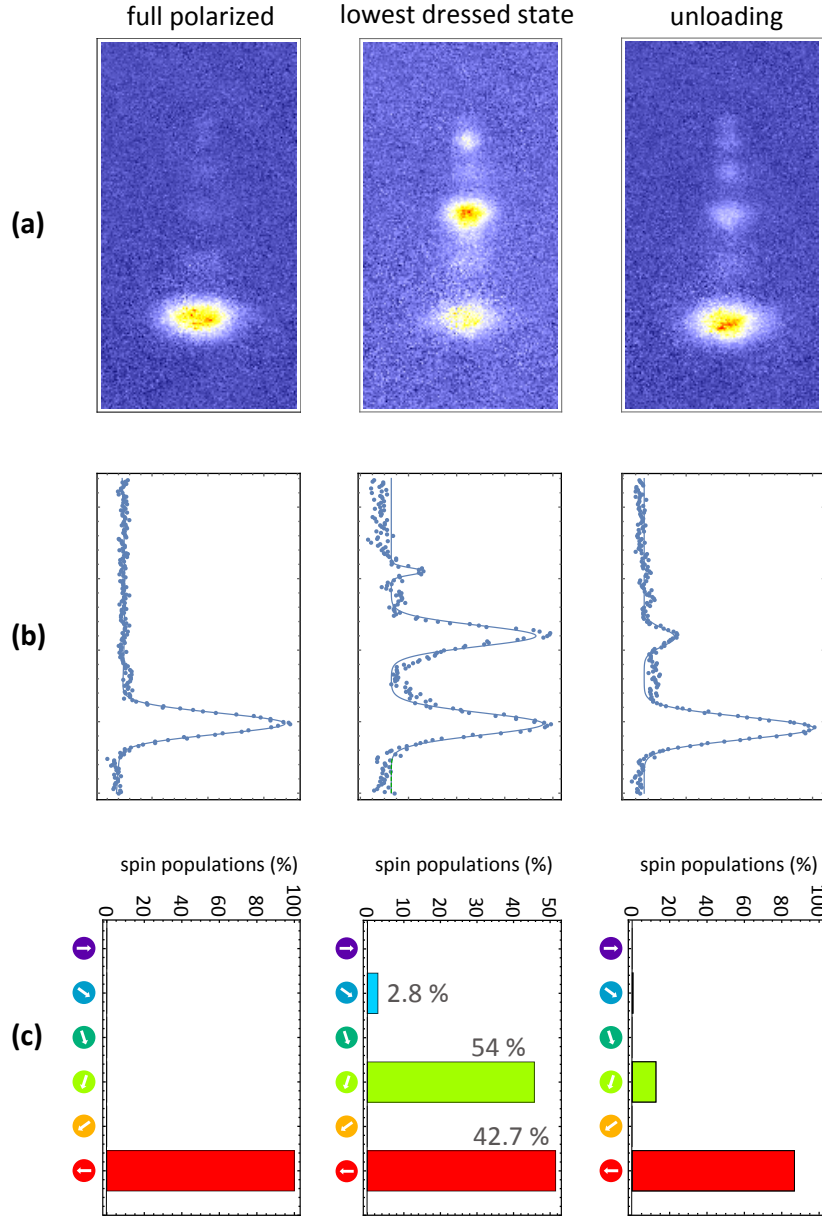 full polarized
lowest dressed state
unloading
(a)
(b)
spin populations (%)
spin populations (%)
spin populations (%)
0
20
40
60
80
100
0
10
20
30
40
50
0
20
40
60
80
100
(c)
2.8 %
54 %
42.7 %